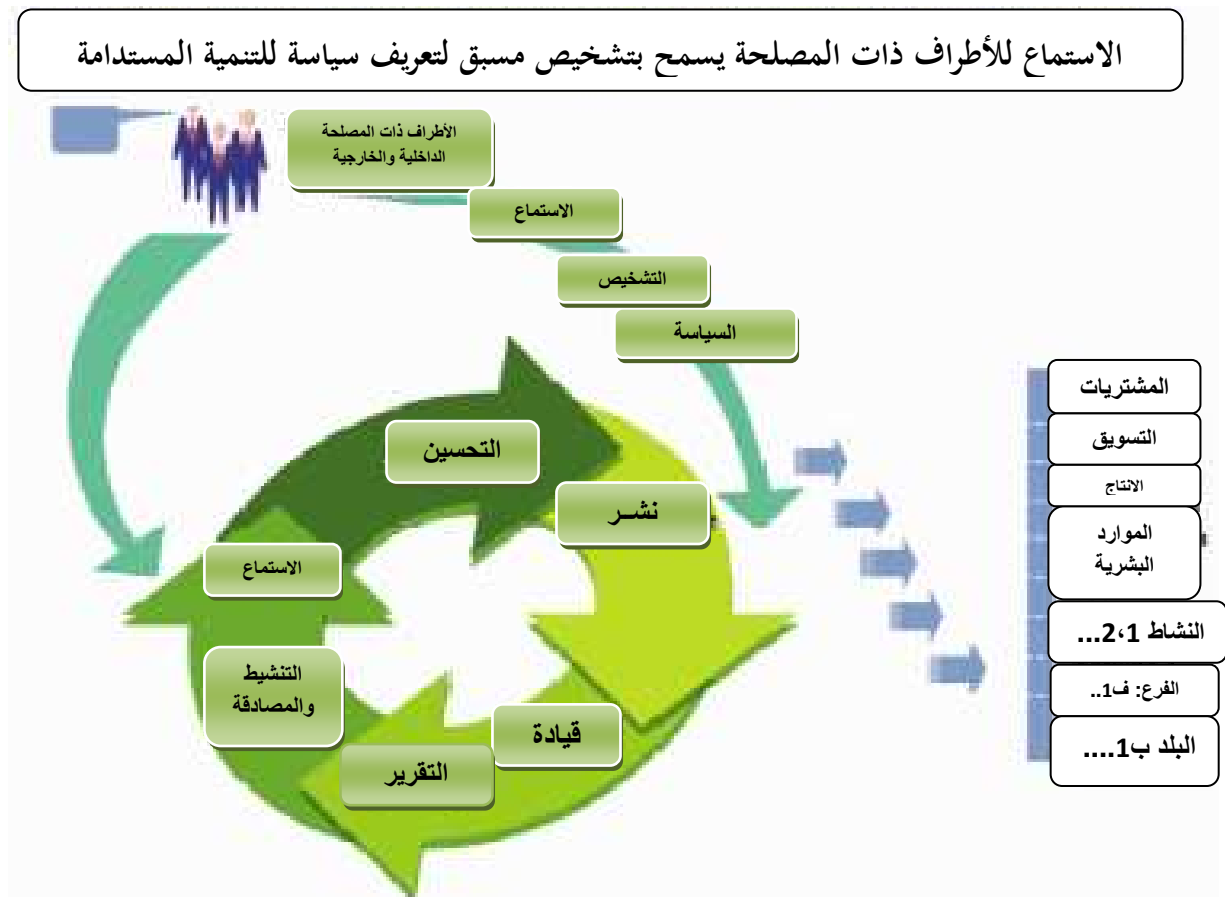 الاستماع للأطراف ذات المصلحة يسمح بتشخيص مسبق لتعريف سياسة للتنمية المستدامة
الأطراف ذات المصلحة
الداخلية والخارجية
الاستماع
التشخيص
السياسة
التحسين
نشــر
الاستماع
التنشيط
والمصادقة
قيادة
التقرير
المشتريات
التسويق
الانتاج
الموارد
البشرية
النشاط 1،2...
الفرع: ف1..
البلد ب1....